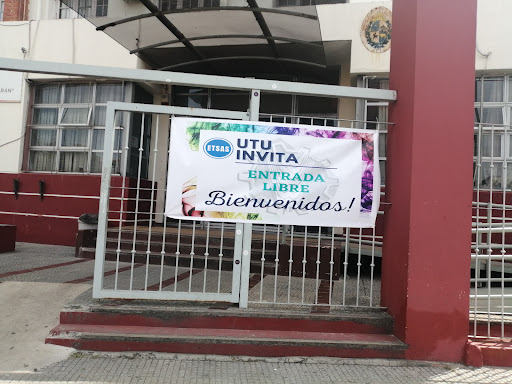 ETSAS
UTU
INVITA
ENTRADA
LIBRE
Bienvenidos!